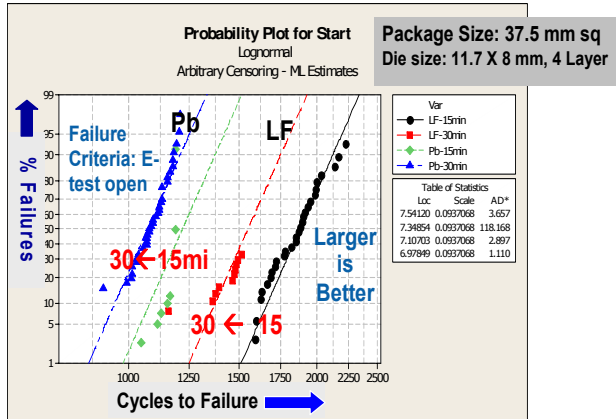 Probability Plot for Start
Lognormal
Arbitrary Censoring - ML Estimates
Package Size: 37.5 mm sq
Die size: 11.7 X 8 mm, 4 Layer
% Failures
99
95
90
80
70
60
50
40
30
20
10
5
1
Failure
Criteria: E-
test open
Pb
LF
30←15mi
30 ← 15
Larger
is
Better
1000
1250
1500
1750
2000
2250
2500
Cycles to Failure
Var
LF-15min
LF-30min
Pb-15min
Pb-30min
Table of Statistics
Loc Scale AD*
7.54120 0.0937068 3.657
7.34854 0.0937068 118.168
7.10703 0.0937068 2.897
6.97849 0.0937068 1.110